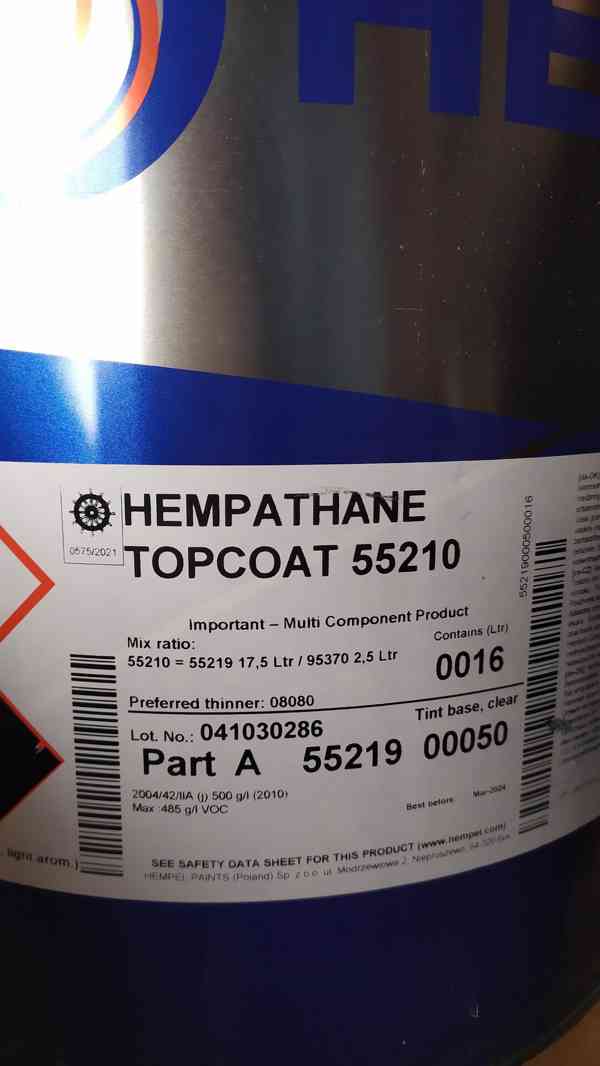 HE
HEMPATHANE
TOPCOAT 55210
0575/2021
Important – Multi Component Product
Mix ratio:
55210 = 55219 17,5 Ltr / 95370 2,5 Ltr
Contains (Ltr)
0016
Preferred thinner: 08080
Lot. No.: 041030286
Tint base, clear
Part A 55219 00050
2004/42/IIA (j) 500 g/l (2010)
Max :485 g/l VOC
Best before: Mar-2024
light arom.)
SEE SAFETY DATA SHEET FOR THIS PRODUCT (www.hempel.com)
HEMPEL PAINTS (Poland) Sp. z o.o. ul. Modrzewiowa 2, Niepruszewo,
552190005000016